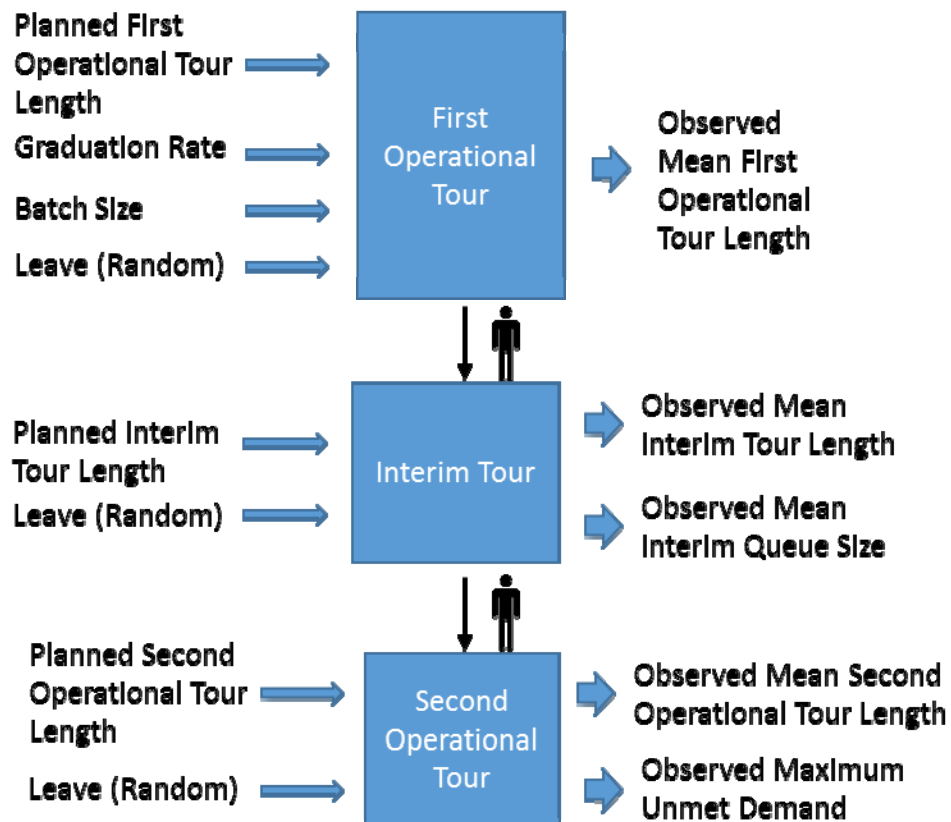 Planned First
Operational Tour
Length
Graduation Rate
Batch Size
Leave (Random)
First
Operational
Tour
Observed
Mean First
Operational
Tour Length
Planned Interim
Tour Length
Leave (Random)
Interim Tour
Observed Mean
Interim Tour Length
Observed Mean
Interim Queue Size
Planned Second
Operational Tour
Length
Leave (Random)
Second
Operational
Tour
Observed Mean Second
Operational Tour Length
Observed Maximum
Unmet Demand